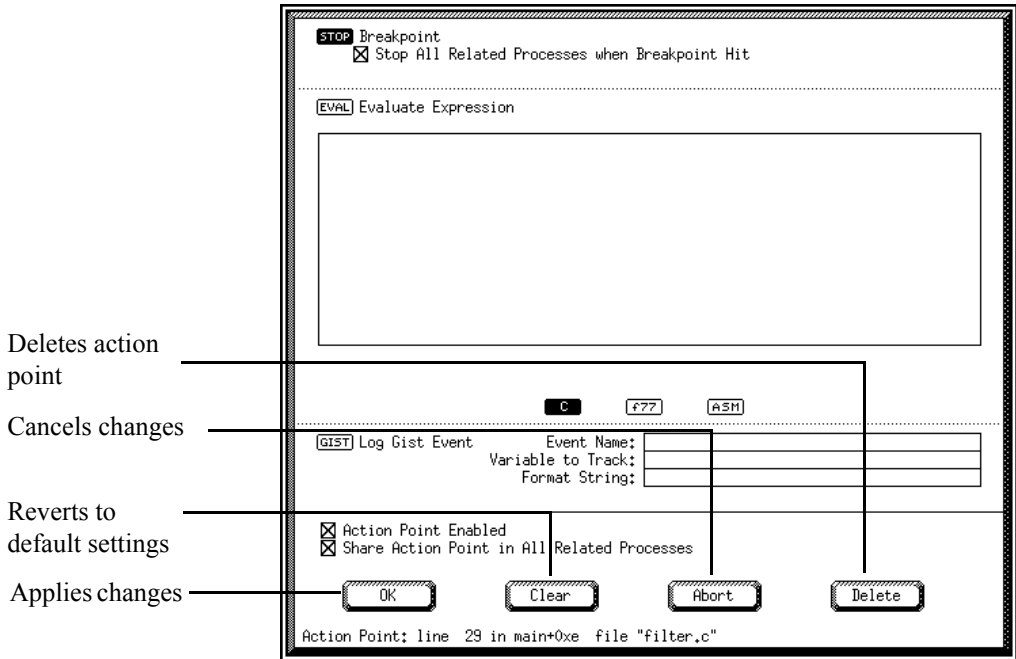 STOP Breakpoint
Stop All Related Processes when Breakpoint Hit
EVAL Evaluate Expression
Deletes action
point
Cancels changes
C f77 ASM
GIST Log Gist Event Event Name:
Variable to Track:
Format String:
Reverts to
default settings
Action Point Enabled
Share Action Point in All Related Processes
Applies changes
OK Clear Abort Delete
Action Point: line 29 in main+0xe file "filter.c"